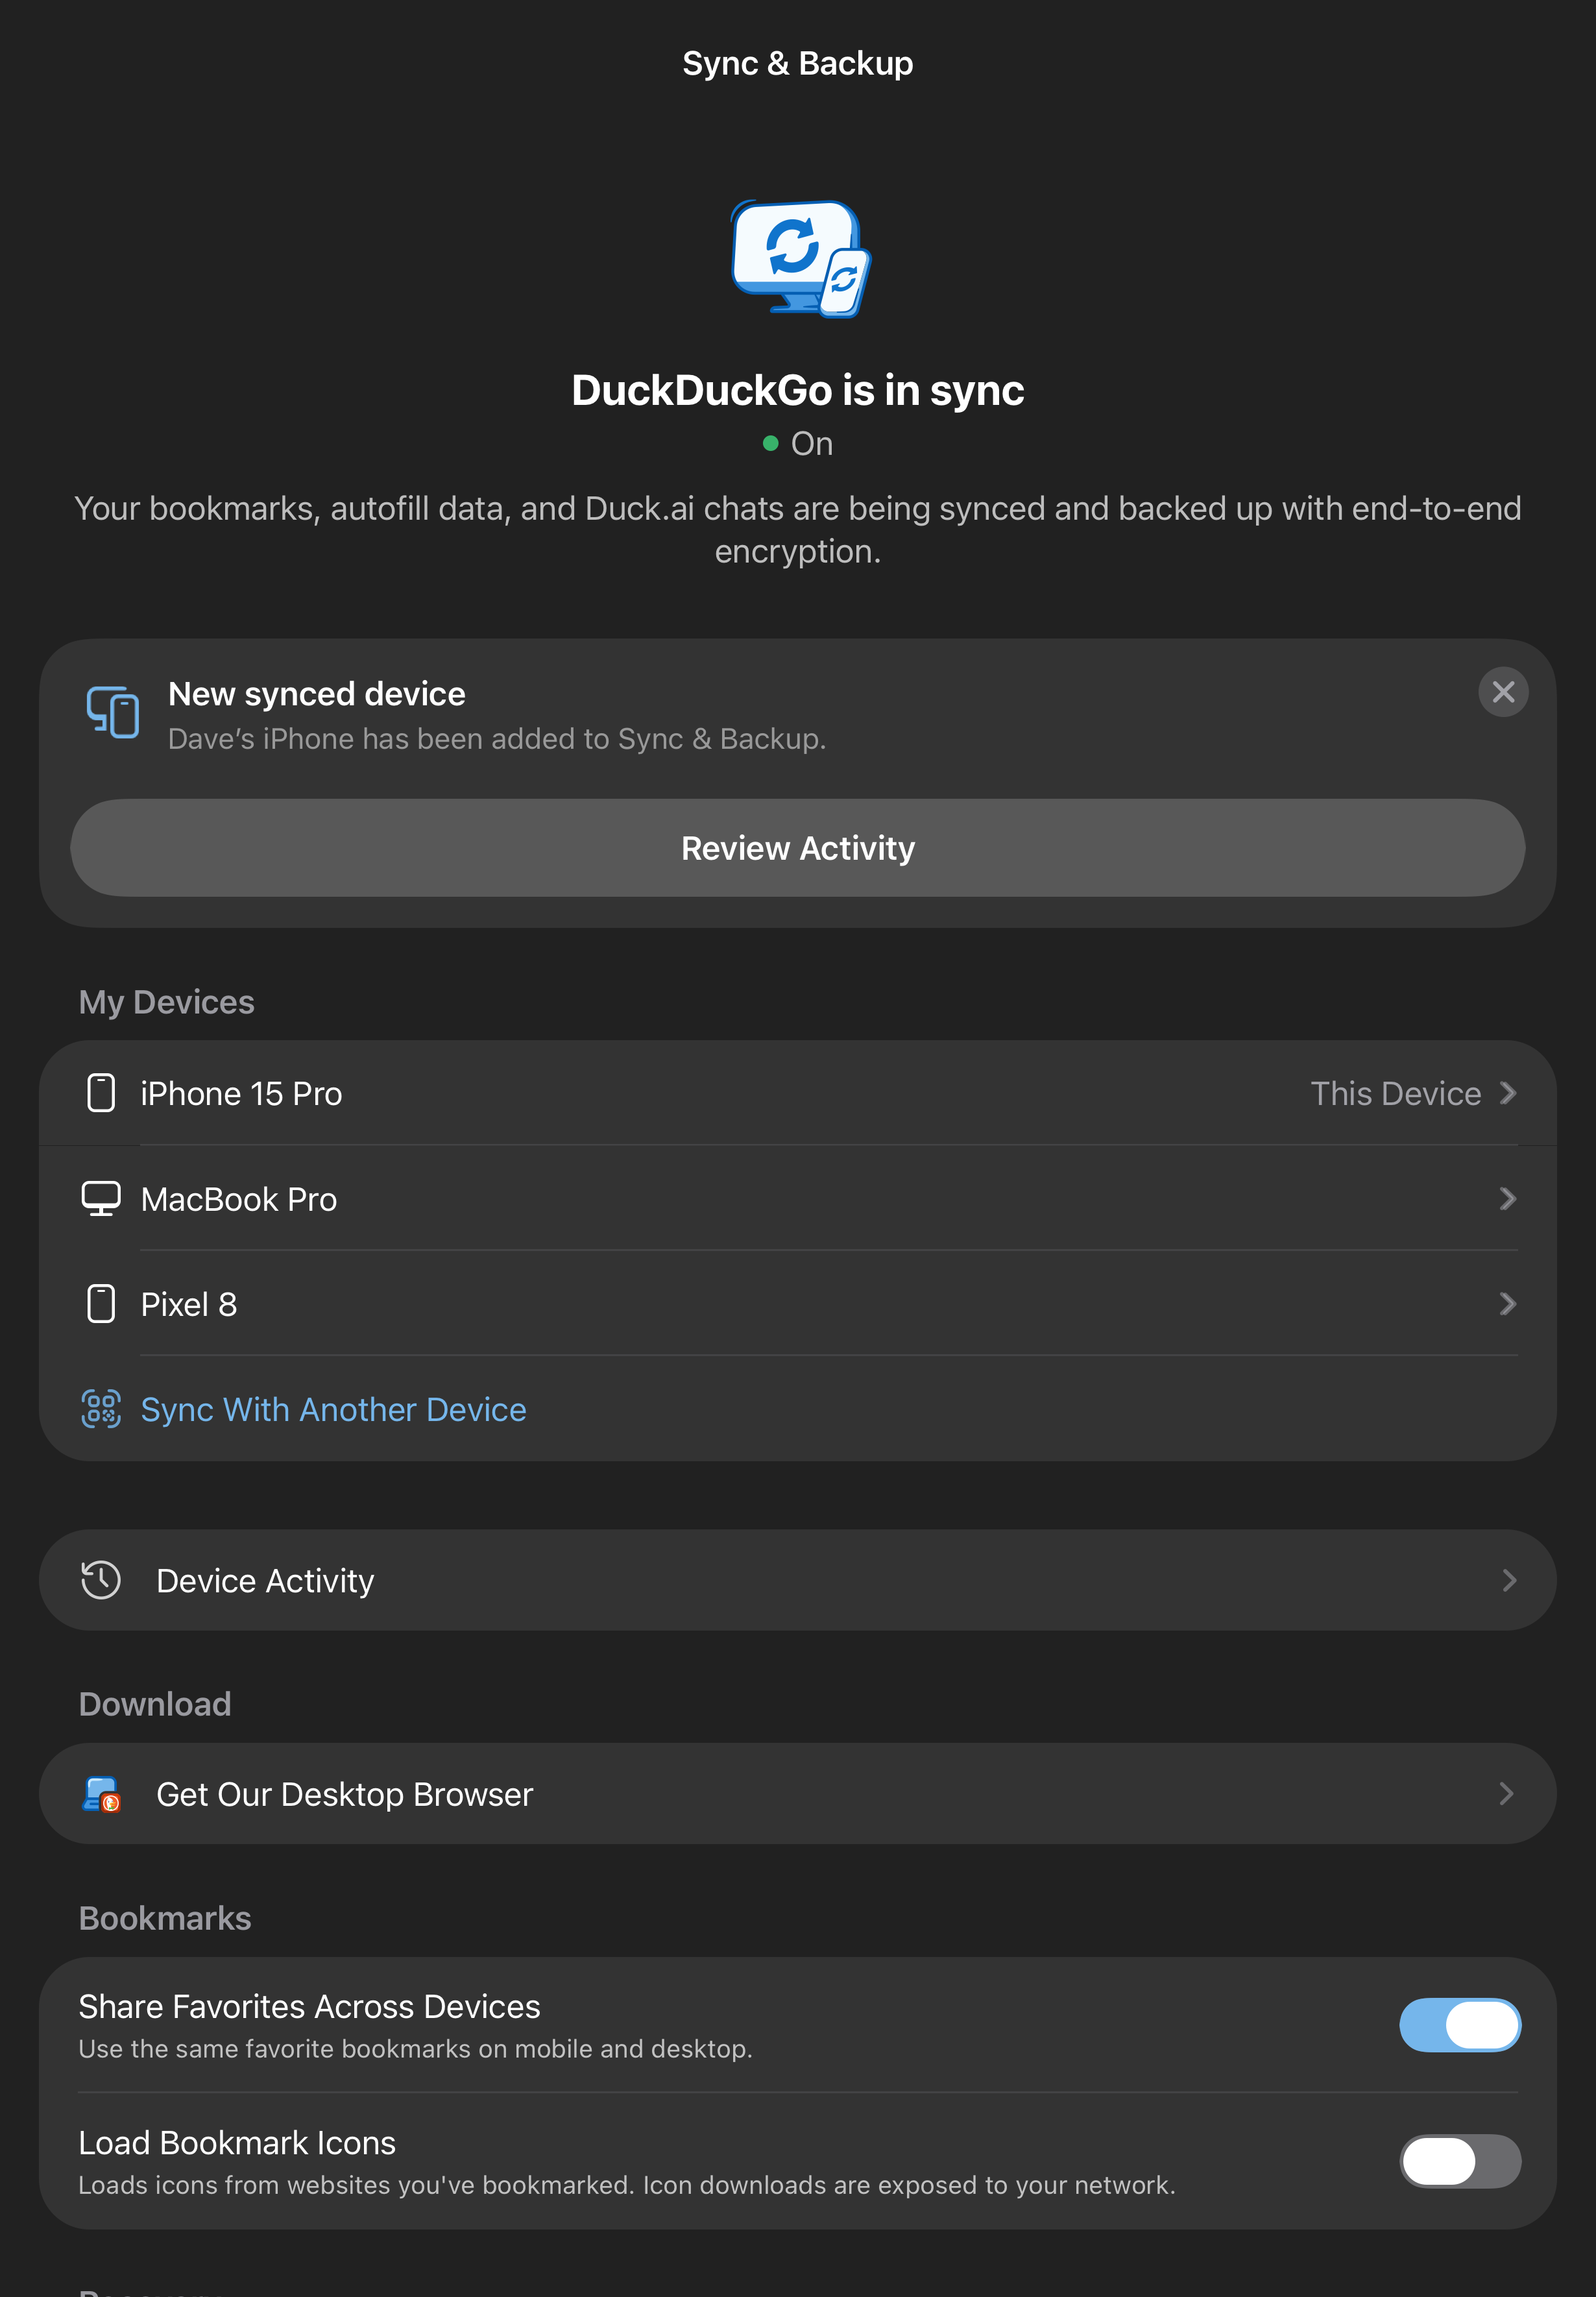 Sync & Backup
DuckDuckGo is in sync
On
Your bookmarks, autofill data, and Duck.ai chats are being synced and backed up with end-to-end
encryption.
New synced device
Dave’s iPhone has been added to Sync & Backup.
Review Activity
My Devices
iPhone 15 Pro
This Device
MacBook Pro
Pixel 8
Sync With Another Device
Device Activity
Download
Get Our Desktop Browser
Bookmarks
Share Favorites Across Devices
Use the same favorite bookmarks on mobile and desktop.
Load Bookmark Icons
Loads icons from websites you've bookmarked. Icon downloads are exposed to your network.